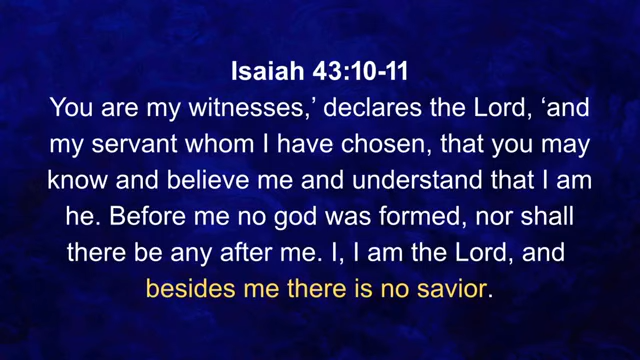 Isaiah 43:10-11
You are my witnesses,’ declares the Lord, ‘and
my servant whom I have chosen, that you may
know and believe me and understand that I am
he. Before me no god was formed, nor shall
there be any after me. I, I am the Lord, and
besides me there is no savior.